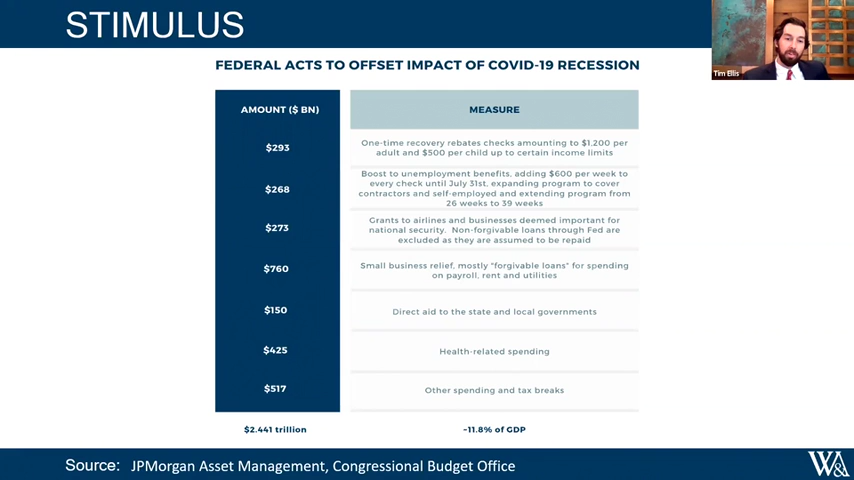 STIMULUS
Tim Ellis
FEDERAL ACTS TO OFFSET IMPACT OF COVID-19 RECESSION
AMOUNT ($ BN)
MEASURE
$293
One-time recovery rebates checks amounting to $1,200 per
adult and $500 per child up to certain income limits
$268
Boost to unemployment benefits, adding $600 per week to
every check until July 31st, expanding program to cover
contractors and self-employed and extending program from
26 weeks to 39 weeks
$273
Grants to airlines and businesses deemed important for
national security. Non-forgivable loans through Fed are
excluded as they are assumed to be repaid
$760
Small business relief, mostly "forgivable loans" for spending
on payroll, rent and utilities
$150
Direct aid to the state and local governments
$425
Health-related spending
$517
Other spending and tax breaks
$2.441 trillion
~11.8% of GDP
Source: JPMorgan Asset Management, Congressional Budget Office
W&A